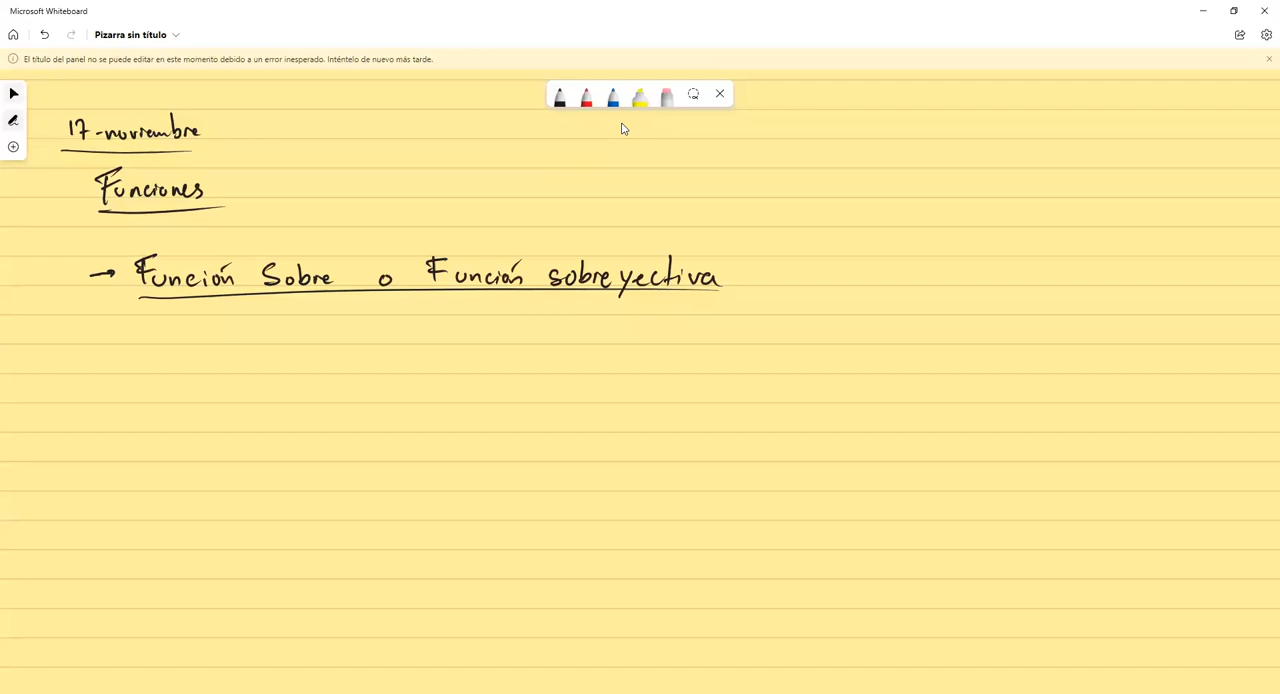 Microsoft Whiteboard
Pizarra sin título
El título del panel no se puede editar en este momento debido a un error inesperado. Inténtelo de nuevo más tarde.
17-noviembre
Funciones
→ Función Sobre o Función sobreyectiva